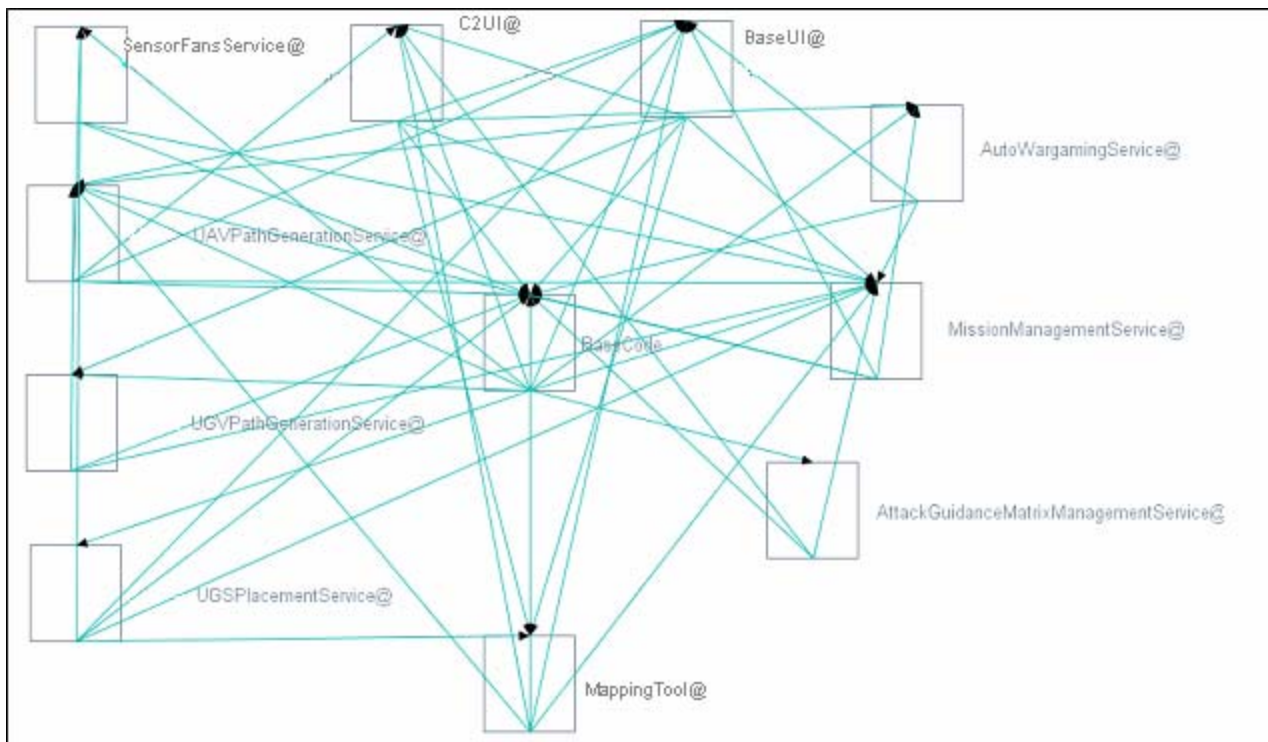 SensorFansService@
C2UI@
BaseUI@
AutoWargamingService@
UAVPathGenerationService@
MissionManagementService@
BaseCode
UGVPathGenerationService@
AttackGuidanceMatrixManagementService@
UGSPlacementService@
MappingTool@